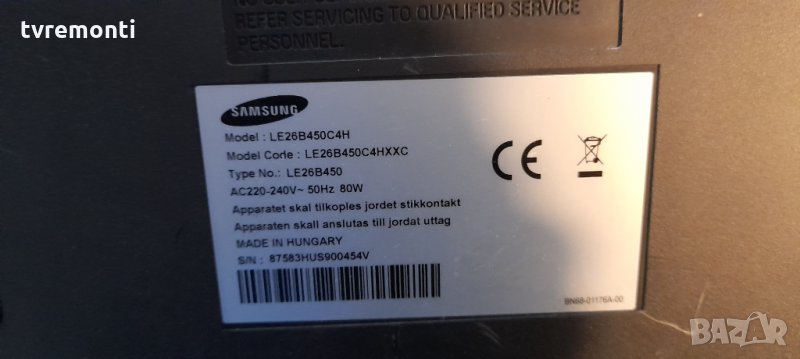 tvremonti
REFER SERVICING TO QUALIFIED SERVICE
PERSONNEL.
SAMSUNG
Model : LE26B450C4H
Model Corle : LE26B450C4HXXC
Type No.: LE26B450
AC220-240V~ 50Hz 80W
Apparatet skal tilkoples jordet stikkontakt
Apparaten skall anslutas till jordat uttag
MADE IN HUNGARY
S/N : 87583HUS900454V
CE
BN68-01176A-00
BAZAR